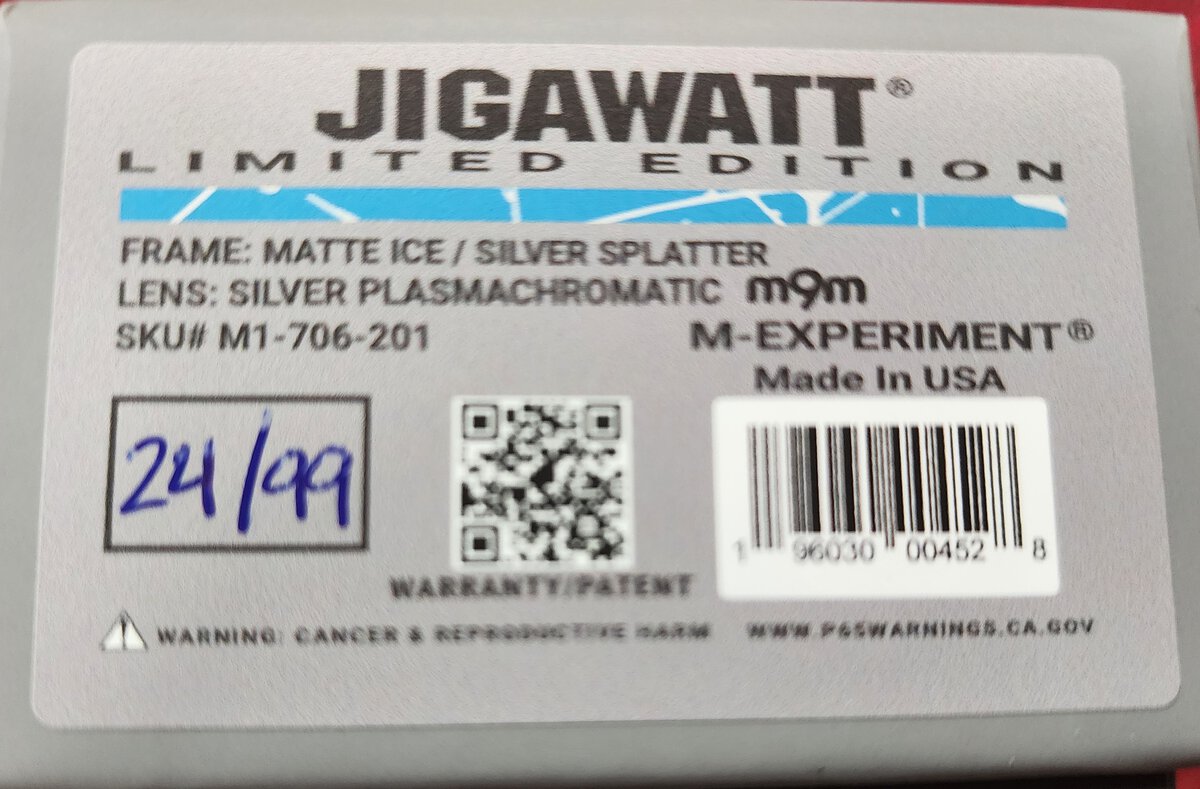 JIGAWATT®
LIMITED EDITION
FRAME: MATTE ICE / SILVER SPLATTER
LENS: SILVER PLASMACHROMATIC m9m
SKU# M1-706-201
M-EXPERIMENT®
Made In USA
24/99
1 96030 00452 8
WARRANTY/PATENT
WARNING: CANCER & REPRODUCTIVE HARM WWW.P65WARNINGS.CA.GOV